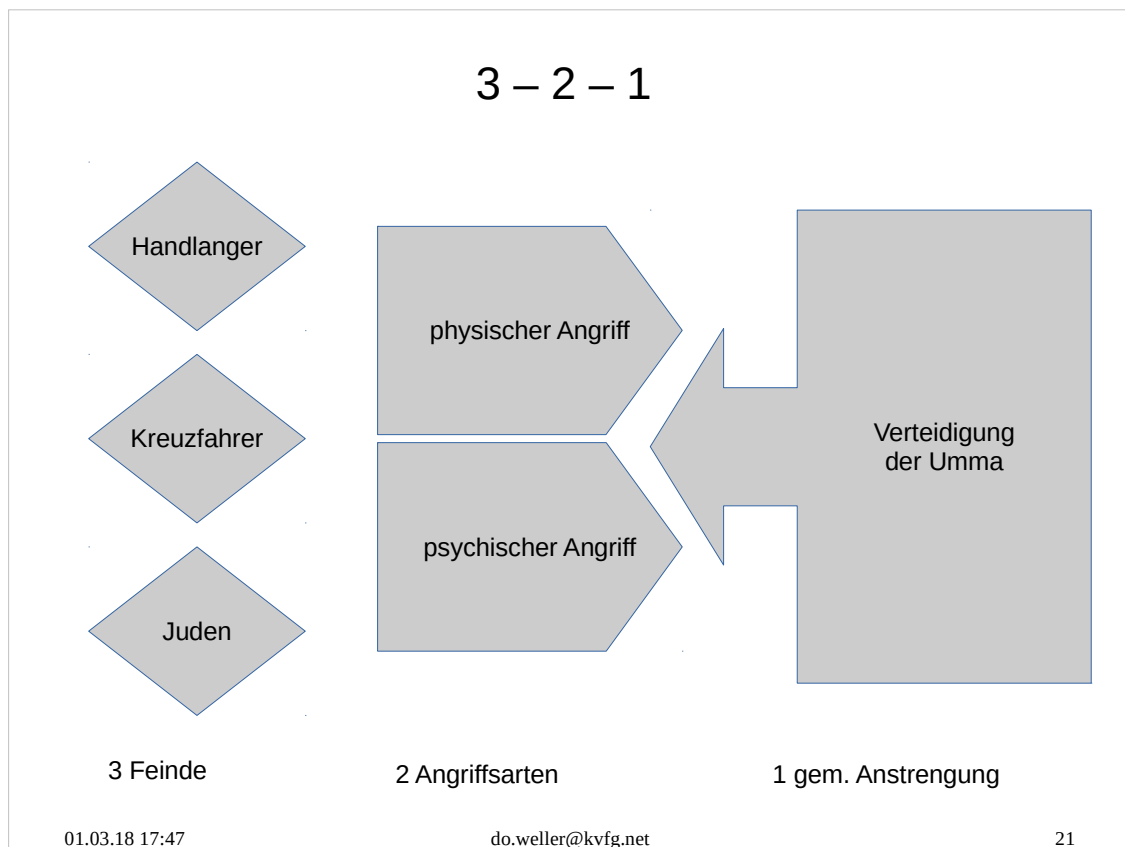 3 – 2 – 1
Handlanger
Kreuzfahrer
Juden
physischer Angriff
psychischer Angriff
Verteidigung
der Umma
3 Feinde
2 Angriffsarten
1 gem. Anstrengung
01.03.18 17:47
do.weller@kvfg.net
21